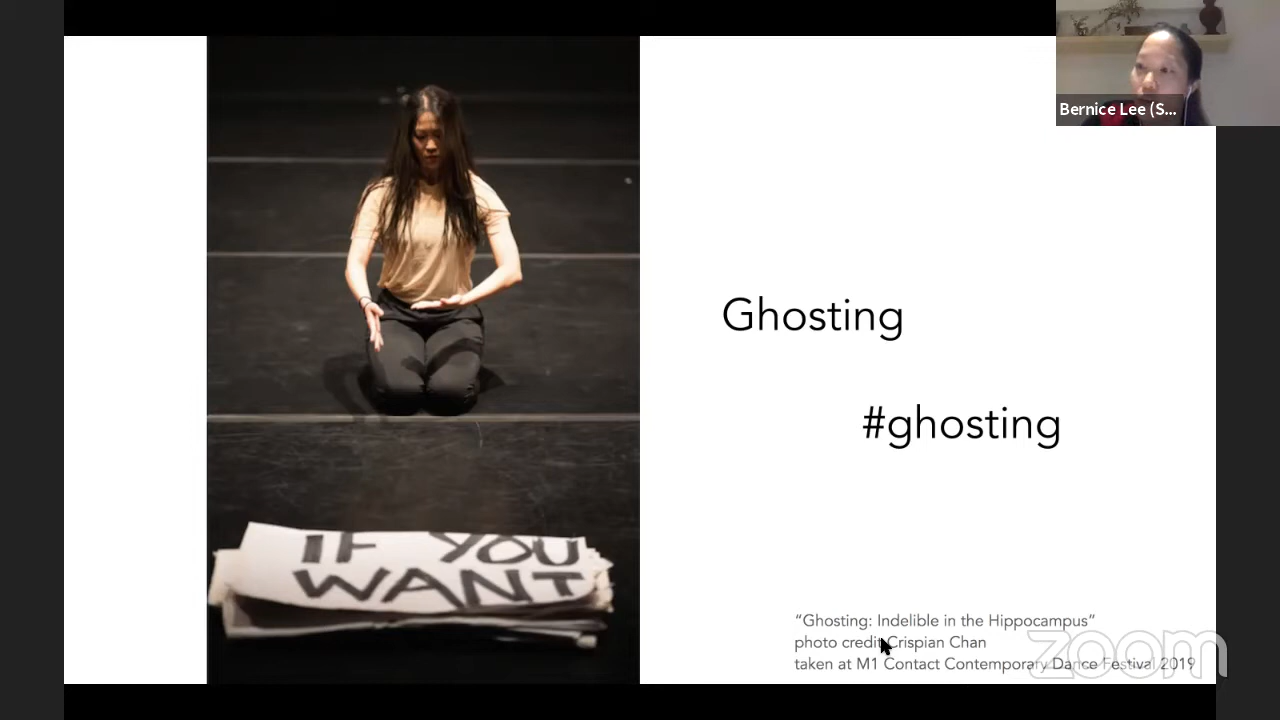 Bernice Lee (S...
Ghosting
#ghosting
IF YOU
WANT
“Ghosting: Indelible in the Hippocampus”
photo credit Crispian Chan
taken at M1 Contact Contemporary Dance Festival 2019
zoom